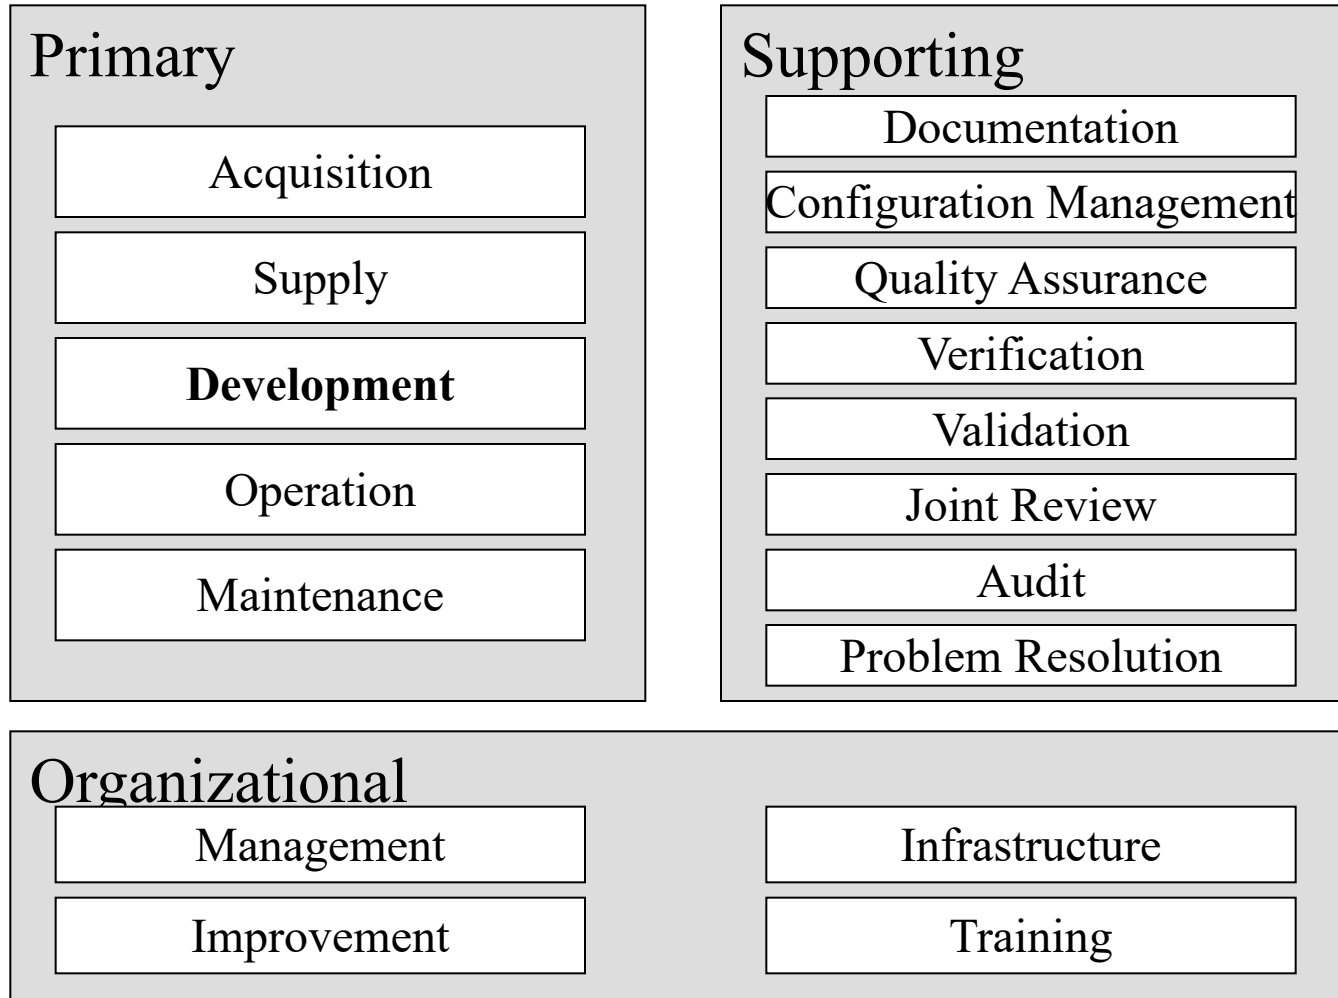 Primary
Acquisition
Supply
Development
Operation
Maintenance
Supporting
Documentation
Configuration Management
Quality Assurance
Verification
Validation
Joint Review
Audit
Problem Resolution
Organizational
Management
Improvement
Infrastructure
Training